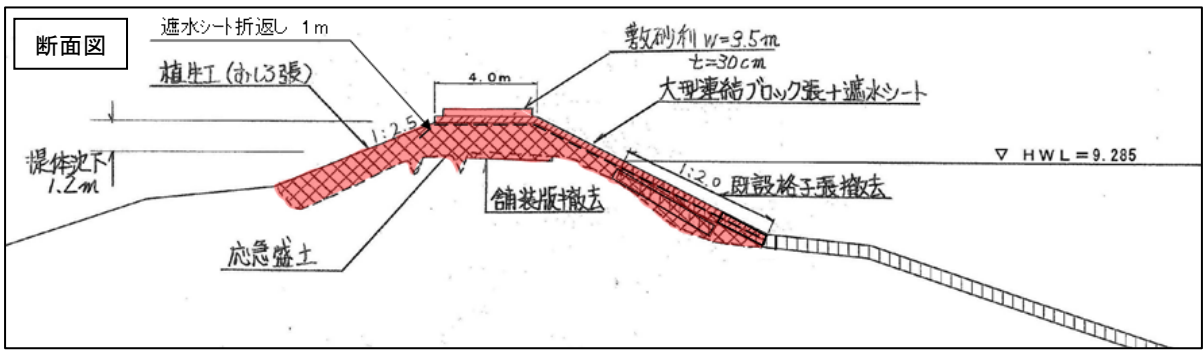 断面図
遮水シート折返し 1m
植生工(むしろ張)
堤体沈下
1.2m
1:2.5
4.0m
敷砂利 W=3.5m
t=30cm
大型連結ブロック張+遮水シート
▽ HWL=9.285
1:2.0
既設格子張撤去
舗装版撤去
応急盛土